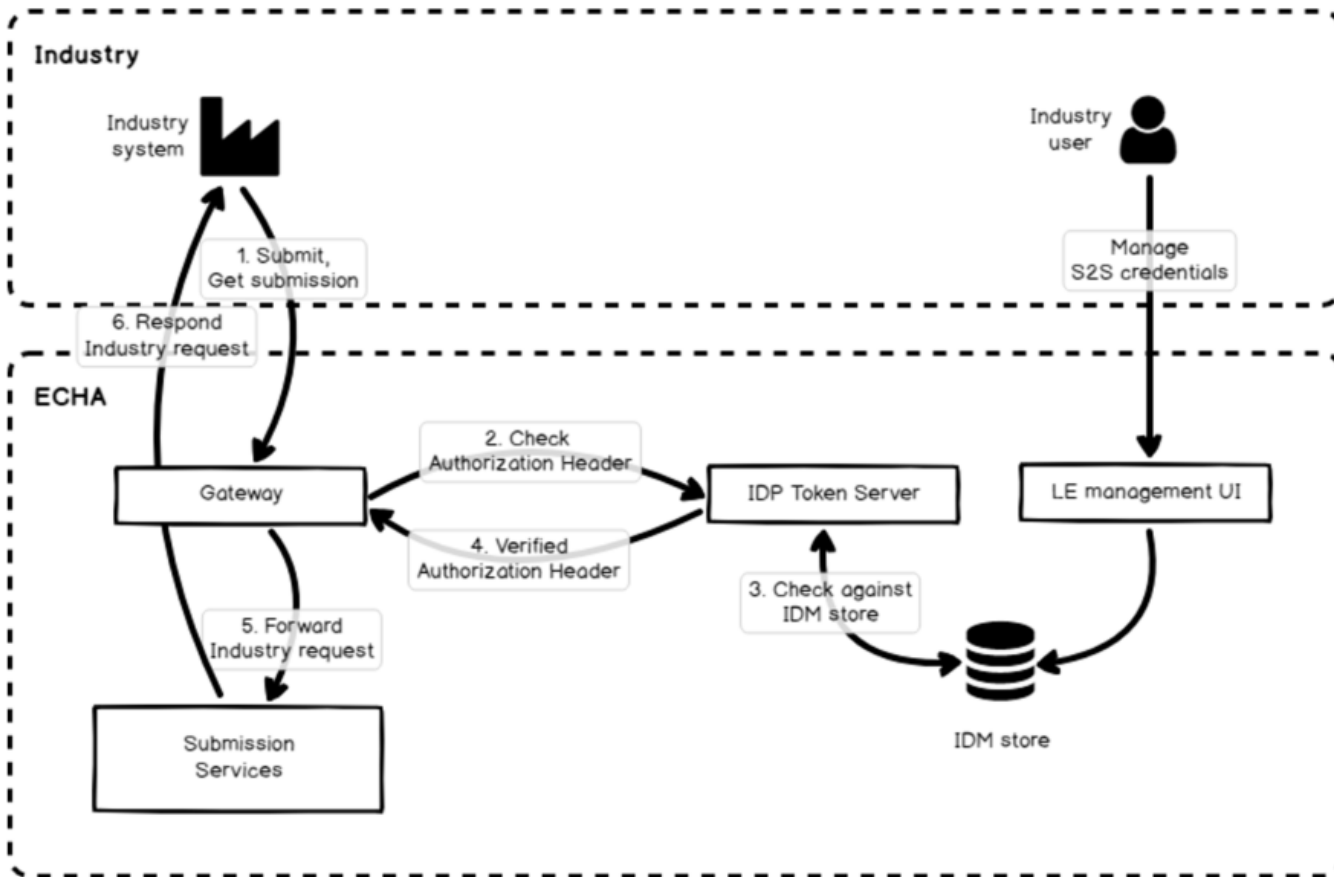 Industry
Industry
system
Industry
user
1. Submit,
Get submission
Manage
S2S credentials
6. Respond
Industry request
ECHA
2. Check
Authorization Header
Gateway
IDP Token Server
LE management UI
4. Verified
Authorization Header
3. Check against
IDM store
5. Forward
Industry request
Submission
Services
IDM store